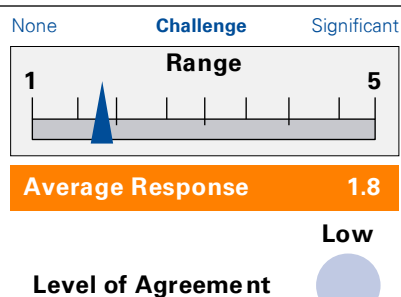 None Challenge Significant
Range
1 5
Average Response 1.8
Low
Level of Agreement